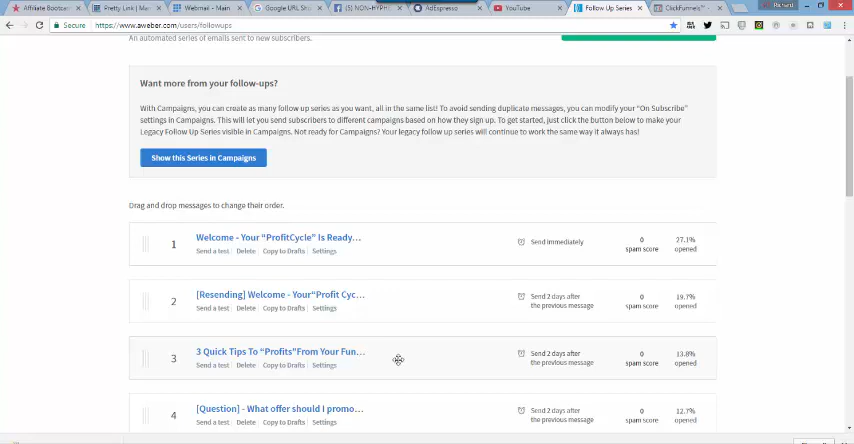 Affiliate Bootcam
Pretty Link | Man
Webmail - Main
Google URL Sho
(5) NON-HYPH
AdEspresso
YouTube
Follow Up Series
ClickFunnels™ -
Richard
Secure
https://www.aweber.com/users/followups
An automated series of emails sent to new subscribers.
Want more from your follow-ups?
With Campaigns, you can create as many follow up series as you want, all in the same list! To avoid sending duplicate messages, you can modify your "On Subscribe"
settings in Campaigns. This will let you send subscribers to different campaigns based on how they sign up. To get started, just click the button below to make your
Legacy Follow Up Series visible in Campaigns. Not ready for Campaigns? Your legacy follow up series will continue to work the same way it always has!
Show this Series in Campaigns
Drag and drop messages to change their order.
1
Welcome - Your “ProfitCycle” Is Ready…
Send a test | Delete | Copy to Drafts | Settings
Send Immediately
0
spam score
27.1%
opened
2
[Resending] Welcome - Your“Profit Cyc…
Send a test | Delete | Copy to Drafts | Settings
Send 2 days after
the previous message
0
spam score
19.7%
opened
3
3 Quick Tips To “Profits”From Your Fun…
Send a test | Delete | Copy to Drafts | Settings
Send 2 days after
the previous message
0
spam score
13.8%
opened
4
[Question] - What offer should I promo…
Send a test | Delete | Copy to Drafts | Settings
Send 2 days after
the previous message
0
spam score
12.7%
opened